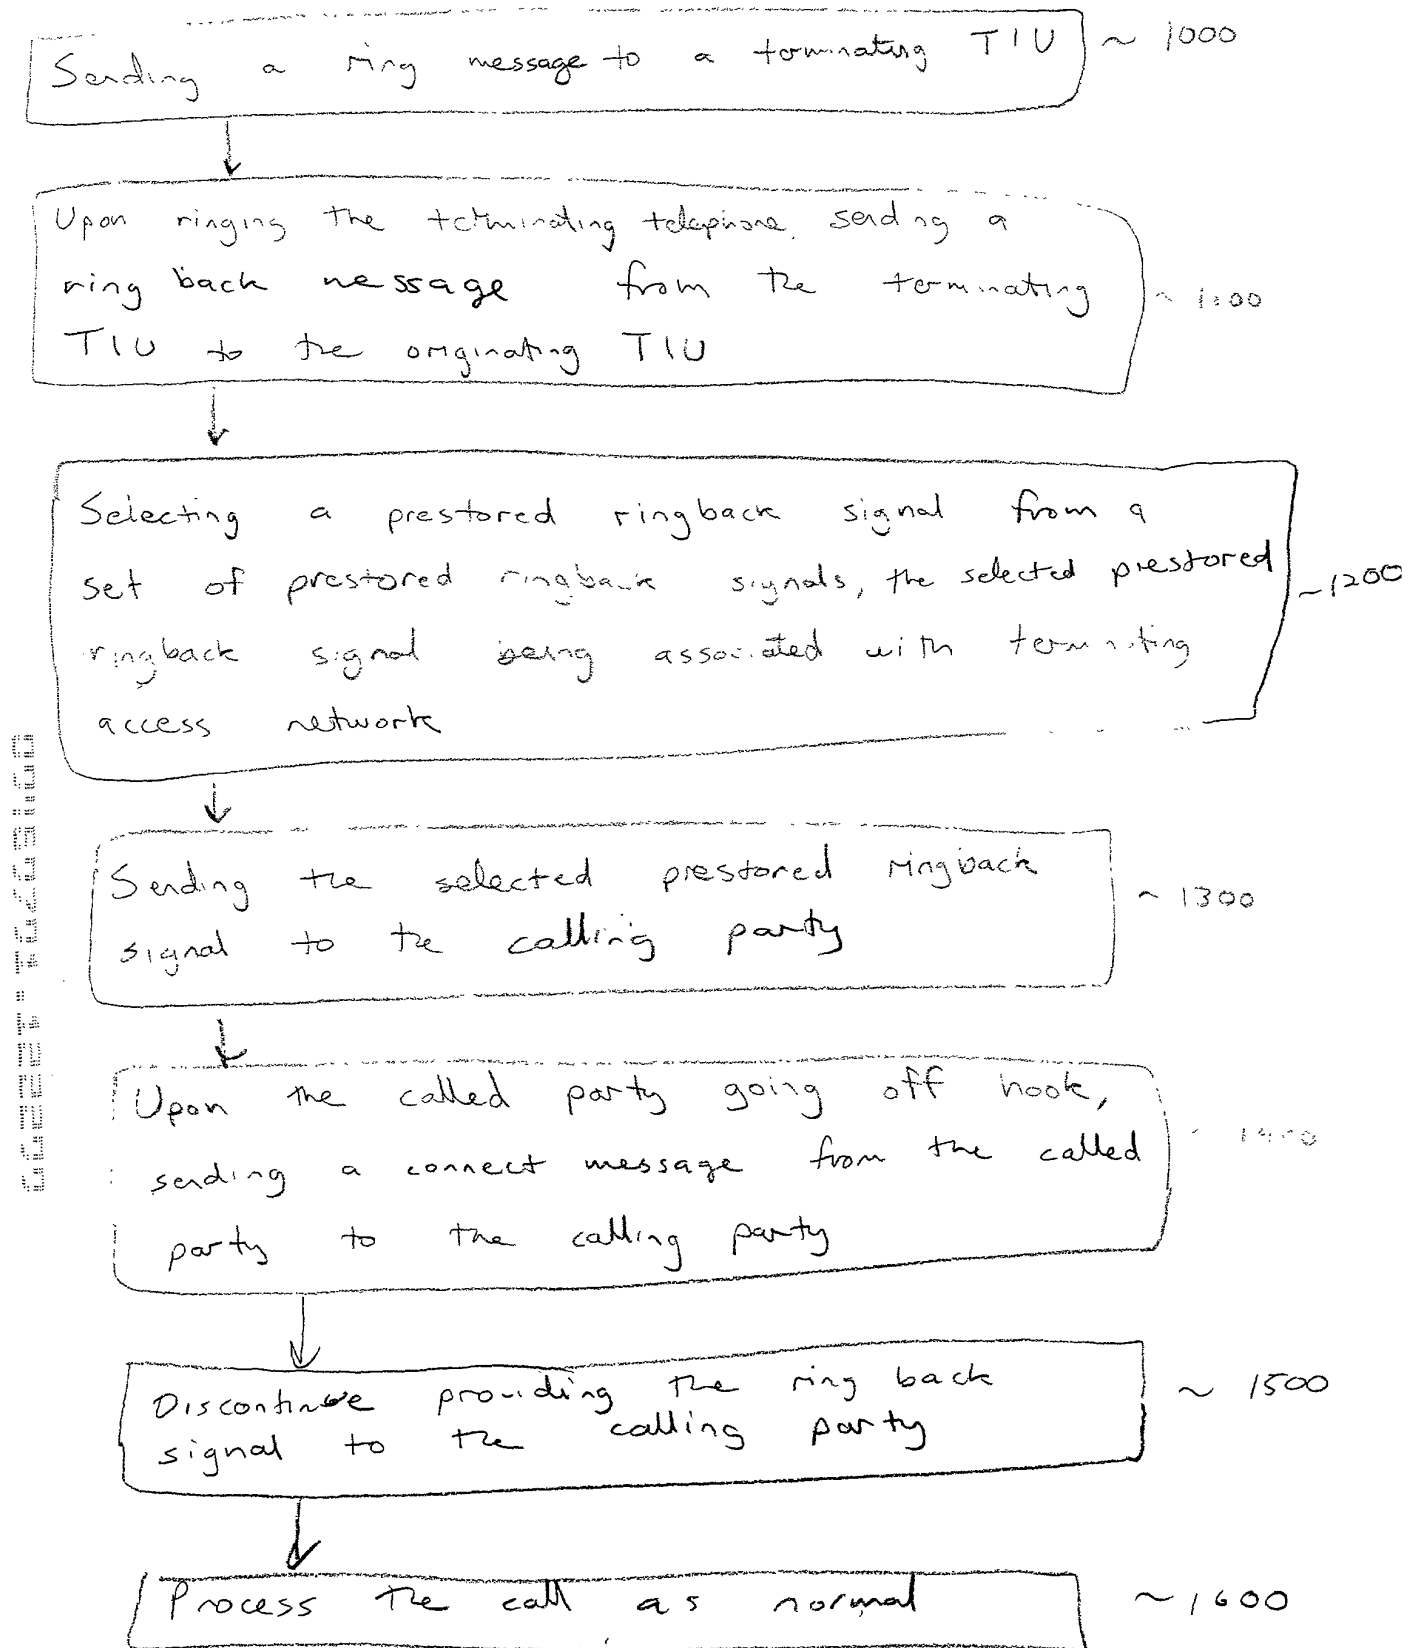 Sending a ring message to a terminating TIU ~ 1000
Upon ringing the terminating telephone, sending a
ring back message from the terminating ~ 1100
TIU to the originating TIU
Selecting a prestored ringback signal from a
set of prestored ringback signals, the selected prestored ~1200
ringback signal being associated with terminiting
access network
Sending the selected prestored ringback ~ 1300
signal to the calling party
Upon the called party going off hook, ~ 1400
sending a connect message from the called
party to the calling party
Discontinue providing the ring back ~ 1500
signal to the calling party
Process the call as normal ~1600